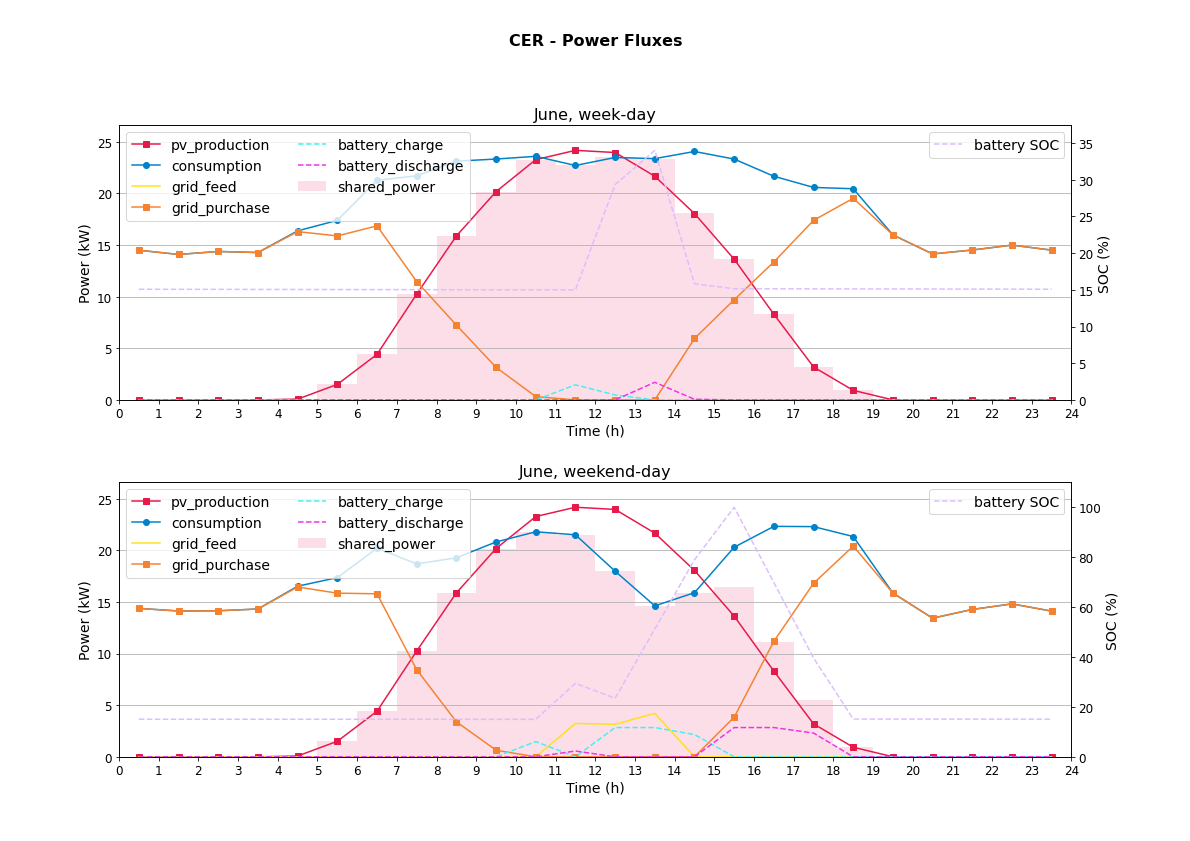 CER - Power Fluxes
June, week-day
pv_production
consumption
grid_feed
grid_purchase
battery_charge
battery_discharge
shared_power
battery SOC
Power (kW)
25
20
15
10
5
0
SOC (%)
35
30
25
20
15
10
5
0
0 1 2 3 4 5 6 7 8 9 10 11 12 13 14 15 16 17 18 19 20 21 22 23 24
Time (h)
June, weekend-day
pv_production
consumption
grid_feed
grid_purchase
battery_charge
battery_discharge
shared_power
battery SOC
Power (kW)
25
20
15
10
5
0
SOC (%)
100
80
60
40
20
0
0 1 2 3 4 5 6 7 8 9 10 11 12 13 14 15 16 17 18 19 20 21 22 23 24
Time (h)